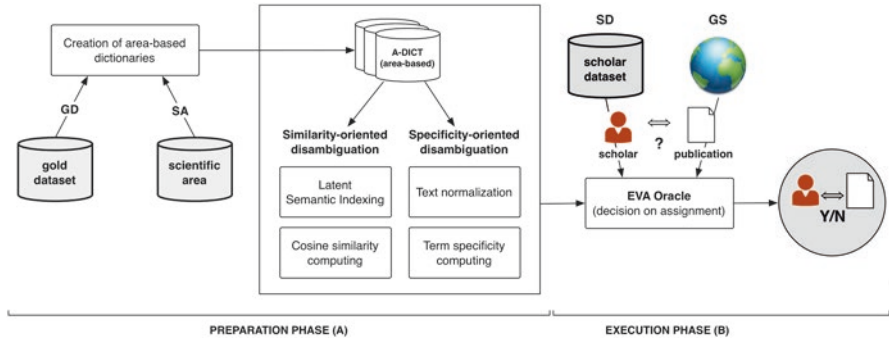 SD
GS
Creation of area-based
dictionaries
A-DICT
(area-based)
scholar
dataset
GD
SA
gold
dataset
scientific
area
Similarity-oriented
disambiguation
Specificity-oriented
disambiguation
Latent
Semantic Indexing
Text normalization
Cosine similarity
computing
Term specificity
computing
?
scholar
publication
EVA Oracle
(decision on assignment)
Y/N
PREPARATION PHASE (A)
EXECUTION PHASE (B)